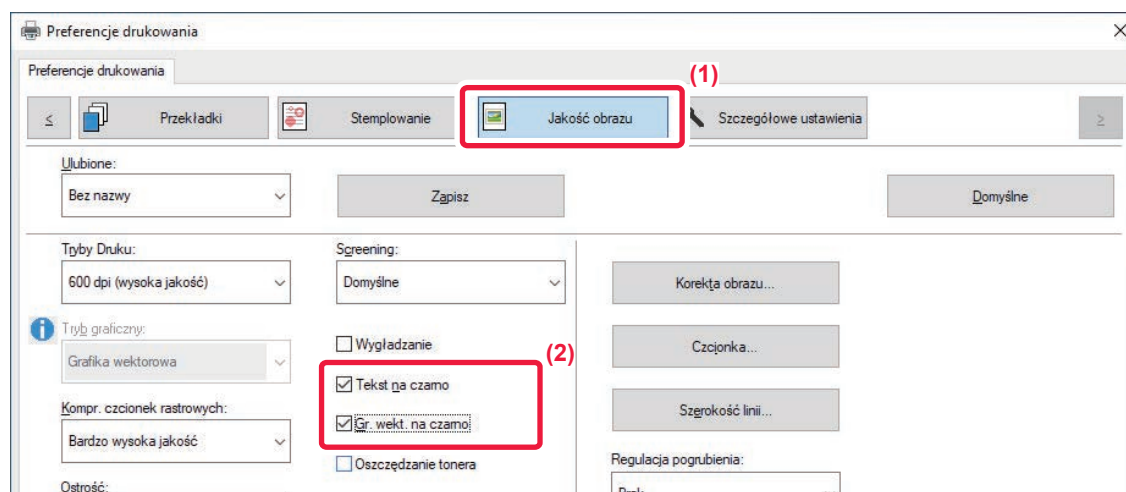 Preferencje drukowania
Preferencje drukowania
(1)
< Przekładki Stemplowanie Jakość obrazu Szczegółowe ustawienia >
Ulubione:
Bez nazwy Zapisz Domyślne
Tryby Druku: Screening:
600 dpi (wysoka jakość) Domyślne Korekta obrazu...
Tryb graficzny:
Grafika wektorowa Wygładzanie Czcionka...
(2)
Tekst na czarno
Kompr. czcionek rastrowych: Gr. wekt. na czarno Szerokość linii...
Bardzo wysoka jakość
Oszczędzanie tonera Regulacja pogrubienia:
Ostrość: